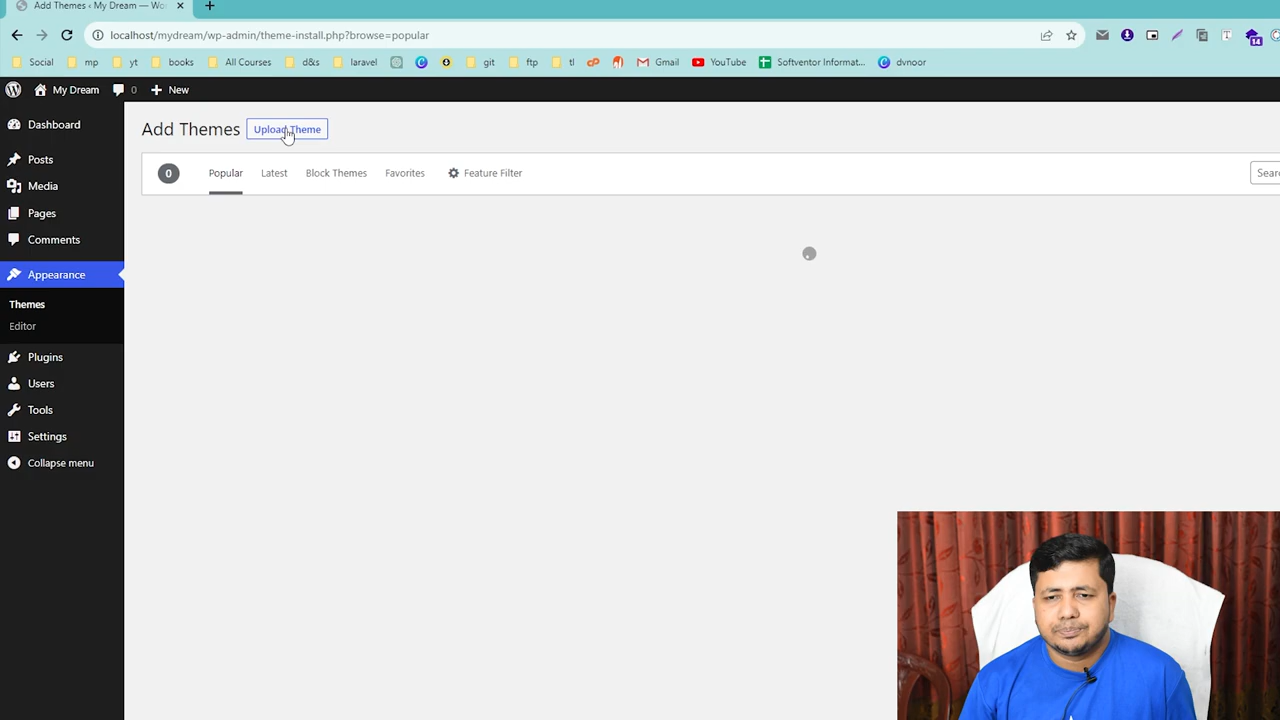 Add Themes ‹ My Dream — Wo
localhost/mydream/wp-admin/theme-install.php?browse=popular
14
Social mp yt books All Courses d&s laravel git ftp tl Gmail YouTube Softventor Informat... dvnoor
My Dream 0 New
Dashboard
Posts
Media
Pages
Comments
Appearance
Themes
Editor
Plugins
Users
Tools
Settings
Collapse menu
Add Themes Upload Theme
0 Popular Latest Block Themes Favorites Feature Filter